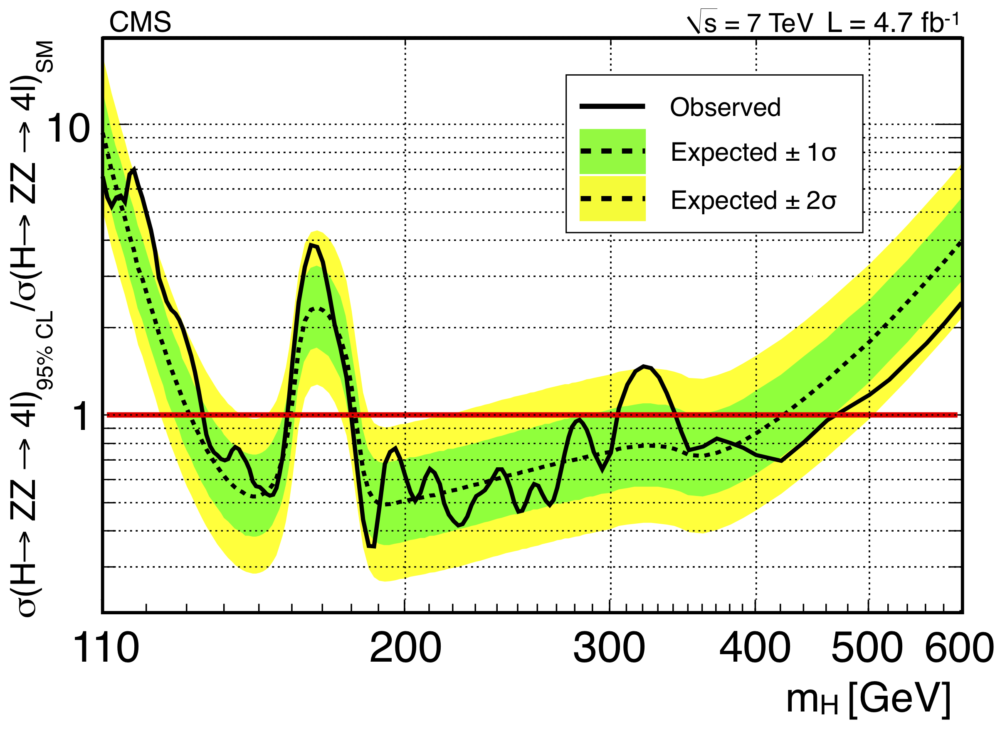 CMS
√s = 7 TeV L = 4.7 fb-1
σ(H→ ZZ → 4l)95% CL/σ(H→ ZZ → 4l)SM
10
1
Observed
Expected ± 1σ
Expected ± 2σ
110 200 300 400 500 600
mH [GeV]